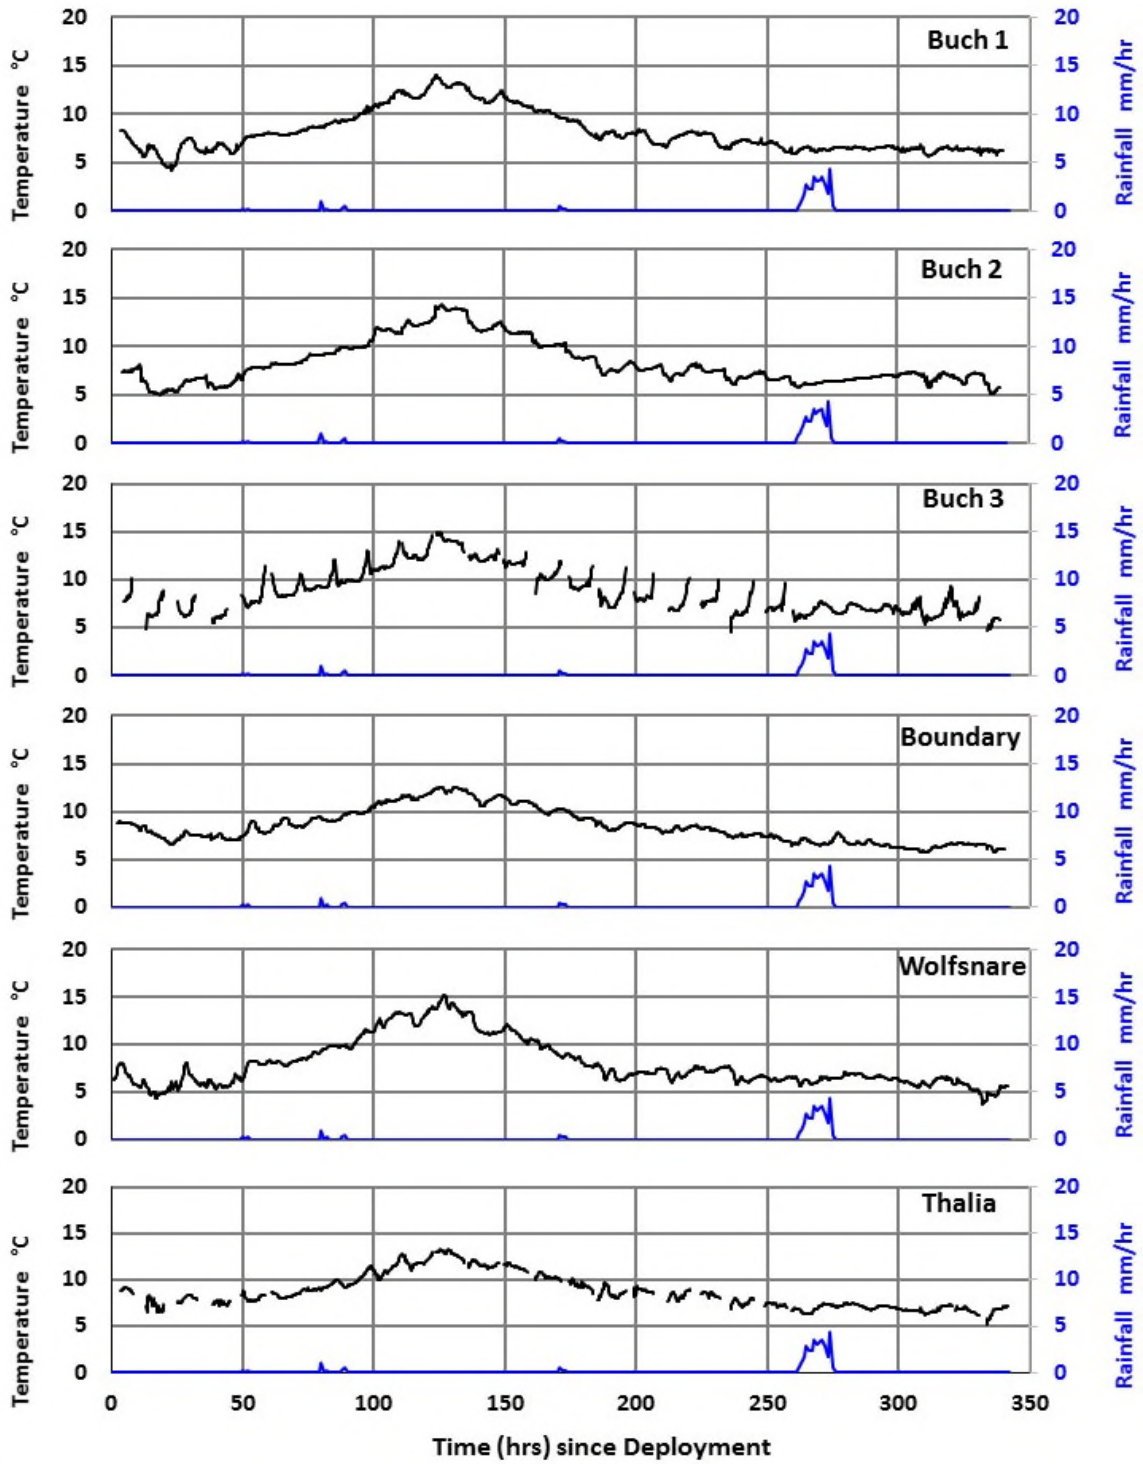 20 20
Buch 1
15 15
10 10
5 5
0 0
Temperature °C
Rainfall mm/hr
20 20
Buch 2
15 15
10 10
5 5
0 0
Temperature °C
Rainfall mm/hr
20 20
Buch 3
15 15
10 10
5 5
0 0
Temperature °C
Rainfall mm/hr
20 20
Boundary
15 15
10 10
5 5
0 0
Temperature °C
Rainfall mm/hr
20 20
Wolfsnare
15 15
10 10
5 5
0 0
Temperature °C
Rainfall mm/hr
20 20
Thalia
15 15
10 10
5 5
0 0
Temperature °C
Rainfall mm/hr
0 50 100 150 200 250 300 350
Time (hrs) since Deployment